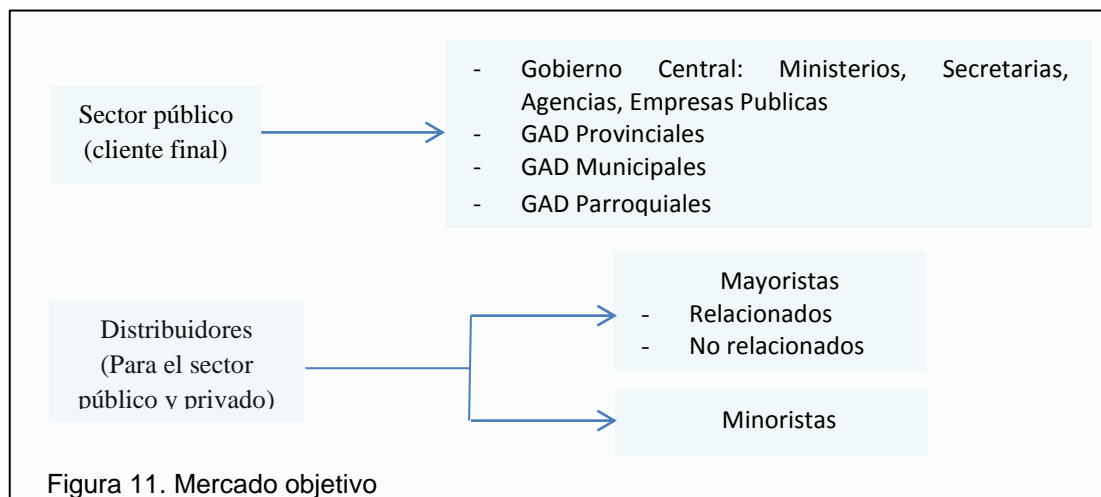 Sector público
(cliente final)
- Gobierno Central: Ministerios, Secretarias,
Agencias, Empresas Publicas
- GAD Provinciales
- GAD Municipales
- GAD Parroquiales
Distribuidores
(Para el sector
público y privado)
Mayoristas
- Relacionados
- No relacionados
Minoristas
Figura 11. Mercado objetivo